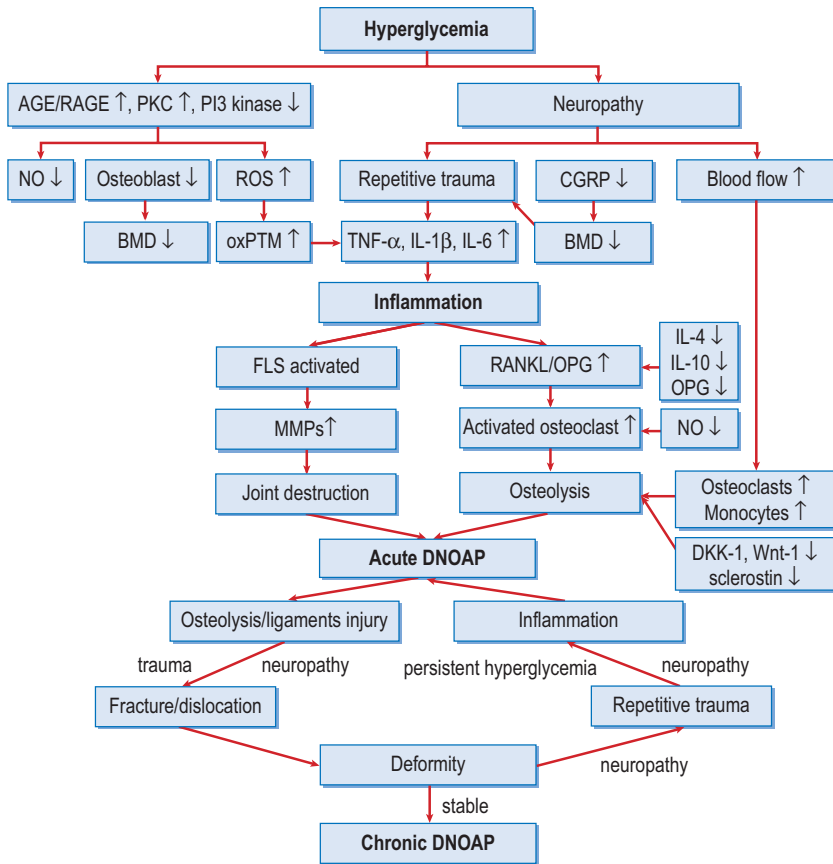 Hyperglycemia
AGE/RAGE ↑, PKC ↑, PI3 kinase ↓
Neuropathy
NO ↓
Osteoblast ↓
ROS ↑
Repetitive trauma
CGRP ↓
Blood flow ↑
BMD ↓
oxPTM ↑
TNF-α, IL-1β, IL-6 ↑
BMD ↓
Inflammation
FLS activated
RANKL/OPG ↑
IL-4 ↓
IL-10 ↓
OPG ↓
MMPs↑
Activated osteoclast ↑
NO ↓
Joint destruction
Osteolysis
Osteoclasts ↑
Monocytes ↑
Acute DNOAP
DKK-1, Wnt-1 ↓
sclerostin ↓
Osteolysis/ligaments injury
Inflammation
trauma
neuropathy
persistent hyperglycemia
neuropathy
Fracture/dislocation
Repetitive trauma
Deformity
neuropathy
stable
Chronic DNOAP